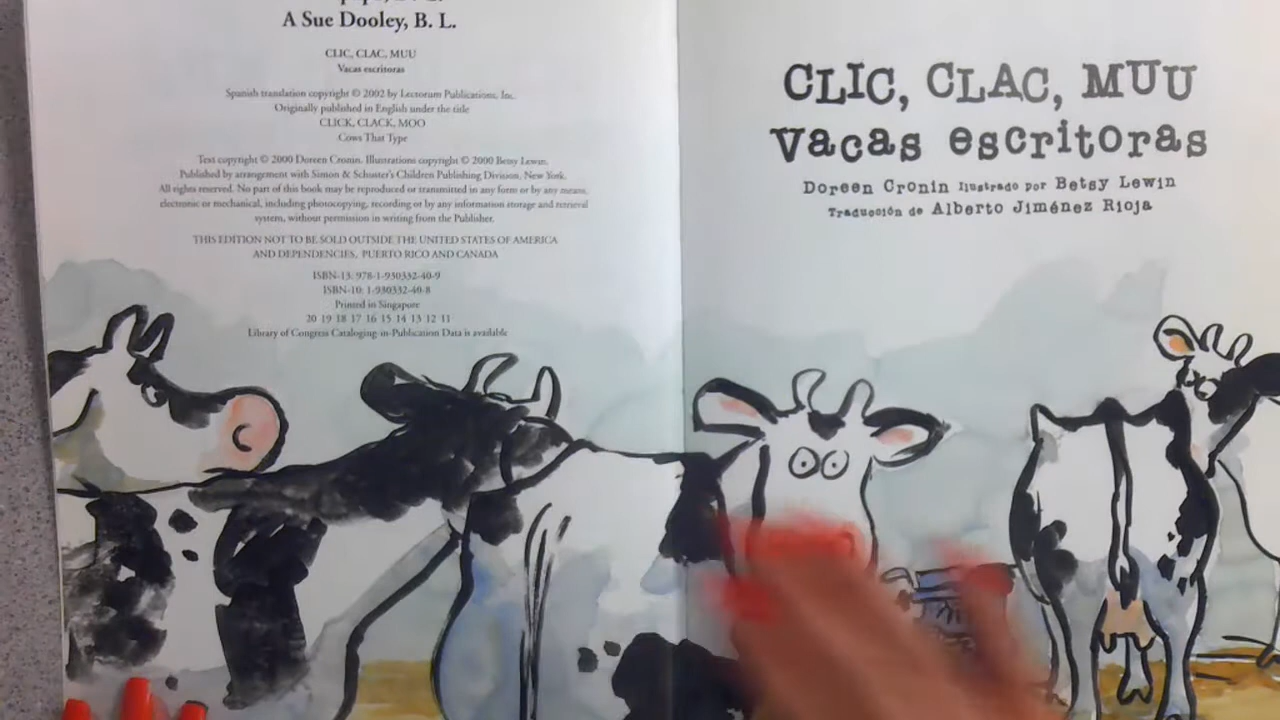 A Sue Dooley, B. L.
CLIC, CLAC, MUU
Vacas escritoras
Spanish translation copyright © 2002 by Lectorum Publications, Inc.
Originally published in English under the title
CLICK, CLACK, MOO
Cows That Type
Text copyright © 2000 Doreen Cronin. Illustrations copyright © 2000 Betsy Lewin.
Published by arrangement with Simon & Schuster's Children Publishing Division, New York.
All rights reserved. No part of this book may be reproduced or transmitted in any form or by any means,
electronic or mechanical, including photocopying, recording or by any information storage and retrieval
system, without permission in writing from the Publisher.
THIS EDITION NOT TO BE SOLD OUTSIDE THE UNITED STATES OF AMERICA
AND DEPENDENCIES, PUERTO RICO AND CANADA
ISBN-13: 978-1-930332-40-9
ISBN-10: 1-930332-40-8
Printed in Singapore
20 19 18 17 16 15 14 13 12 11
Library of Congress Cataloging-in-Publication Data is available
CLIC, CLAC, MUU
vacas escritoras
Doreen Cronin Ilustrado por Betsy Lewin
Traducción de Alberto Jiménez Rioja